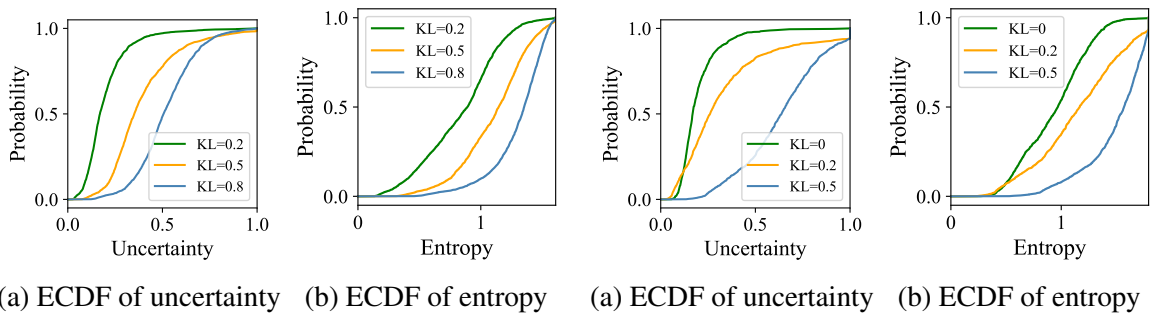 Probability
1.0
0.5
0.0
KL=0.2
KL=0.5
KL=0.8
0.0
0.5
1.0
Uncertainty
(a) ECDF of uncertainty
Probability
1.0
0.5
0.0
KL=0.2
KL=0.5
KL=0.8
0
1
Entropy
(b) ECDF of entropy
Probability
1.0
0.5
0.0
KL=0
KL=0.2
KL=0.5
0.0
0.5
1.0
Uncertainty
(a) ECDF of uncertainty
Probability
1.0
0.5
0.0
KL=0
KL=0.2
KL=0.5
0
1
Entropy
(b) ECDF of entropy